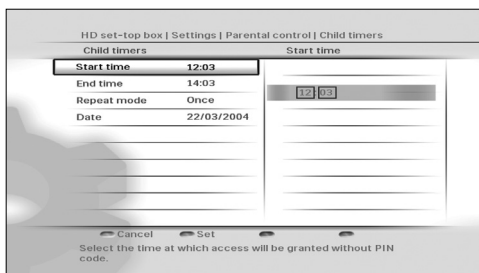 HD set-top box | Settings | Parental control | Child timers
Child timers Start time
Start time 12:03
End time 14:03
12:03
Repeat mode Once
Date 22/03/2004
Cancel Set
Select the time at which access will be granted without PIN
code.